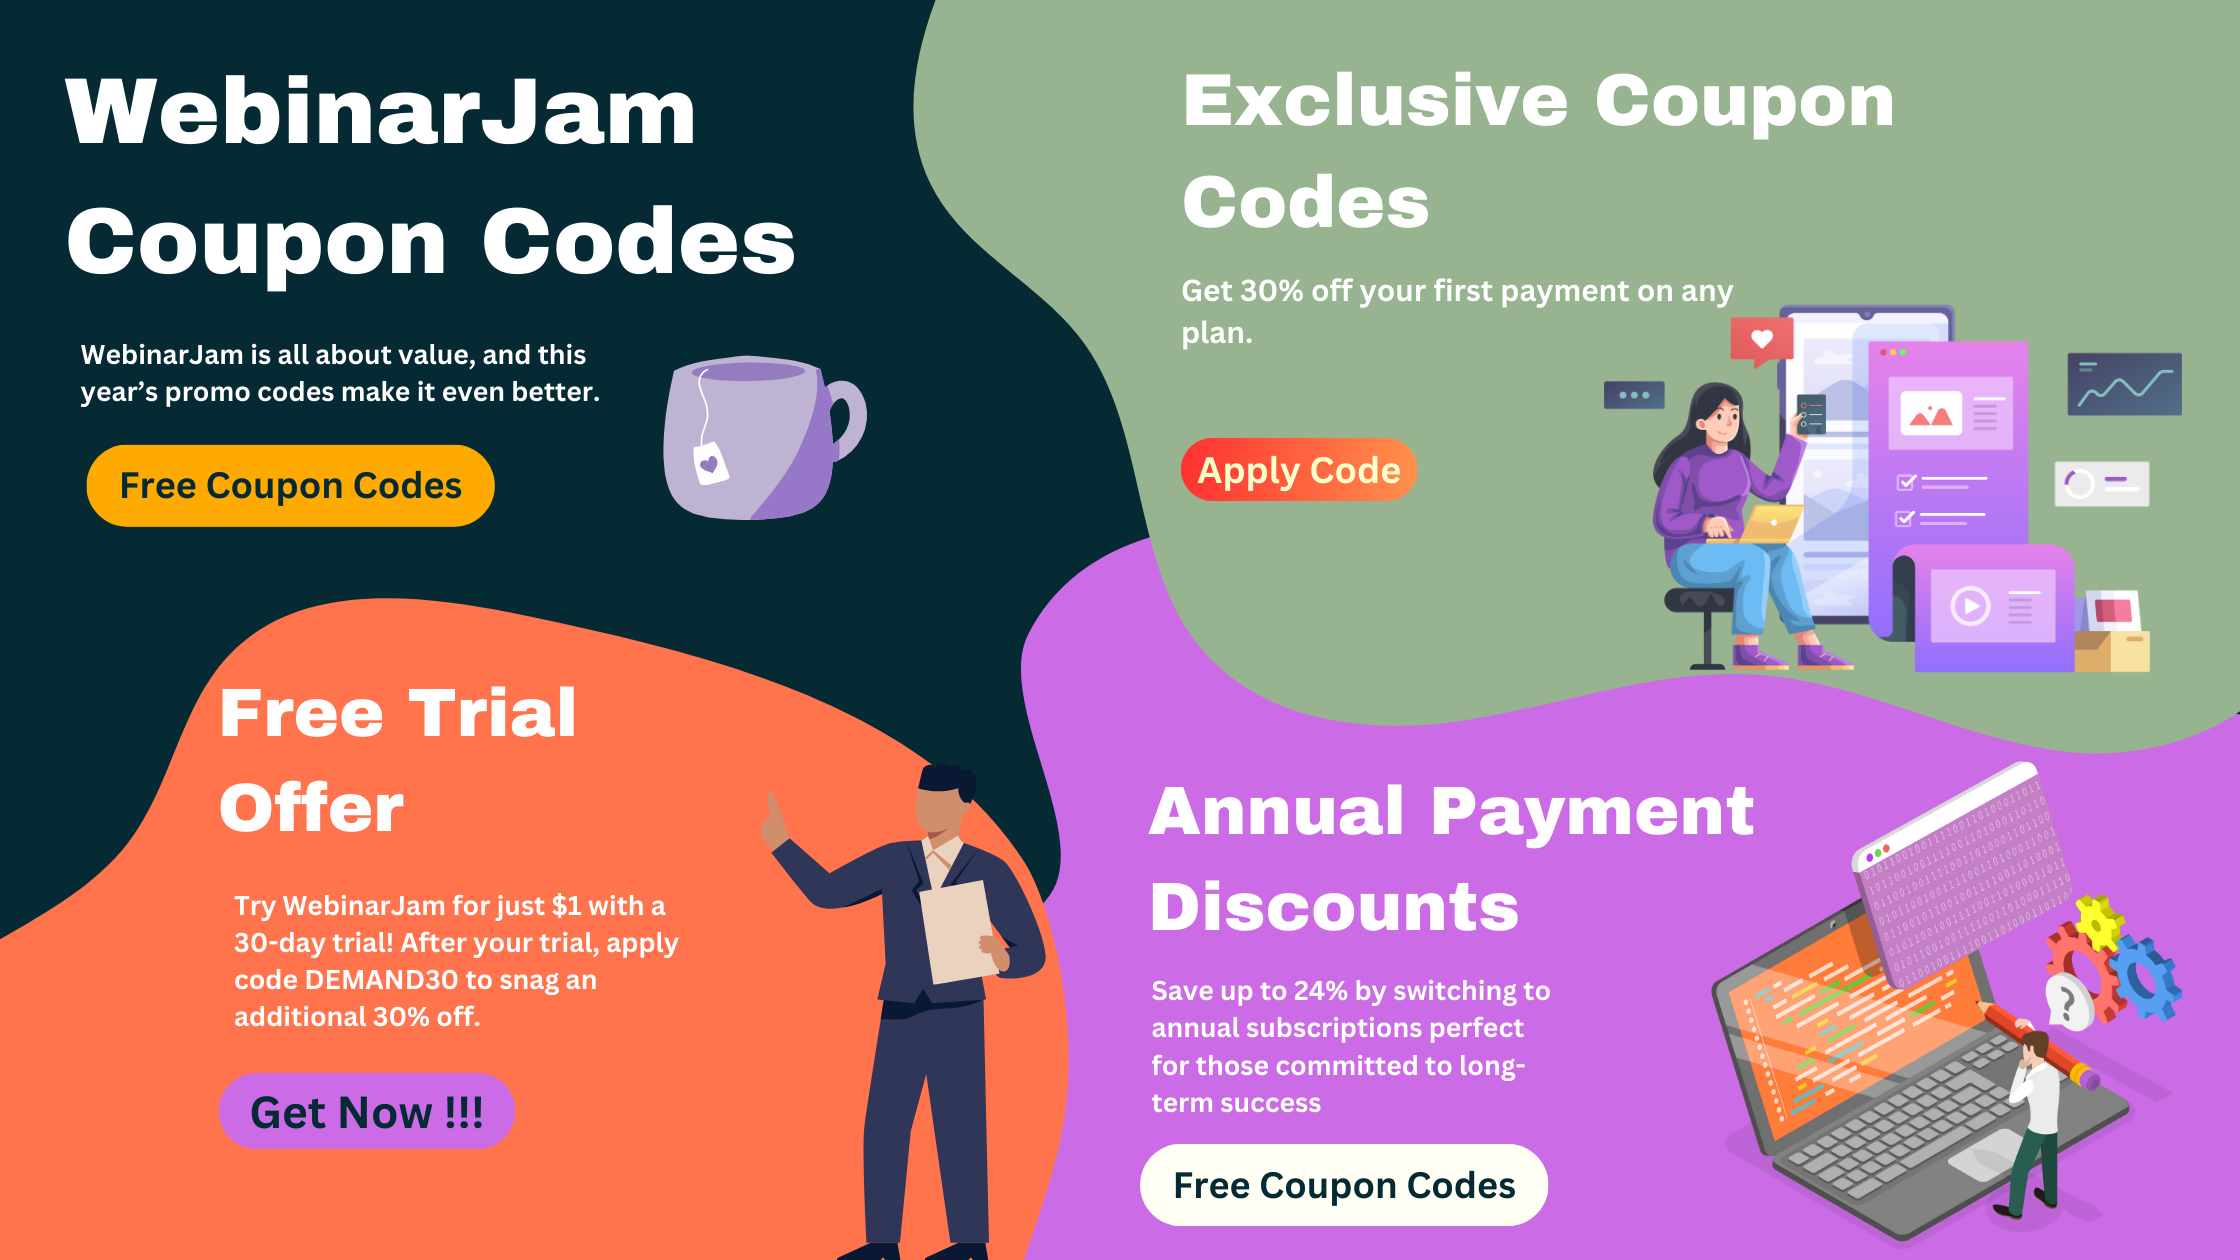 WebinarJam
Coupon Codes
WebinarJam is all about value, and this
year’s promo codes make it even better.
Free Coupon Codes
Exclusive Coupon
Codes
Get 30% off your first payment on any
plan.
Apply Code
Free Trial
Offer
Try WebinarJam for just $1 with a
30-day trial! After your trial, apply
code DEMAND30 to snag an
additional 30% off.
Get Now !!!
Annual Payment
Discounts
Save up to 24% by switching to
annual subscriptions perfect
for those committed to long-
term success
Free Coupon Codes
?